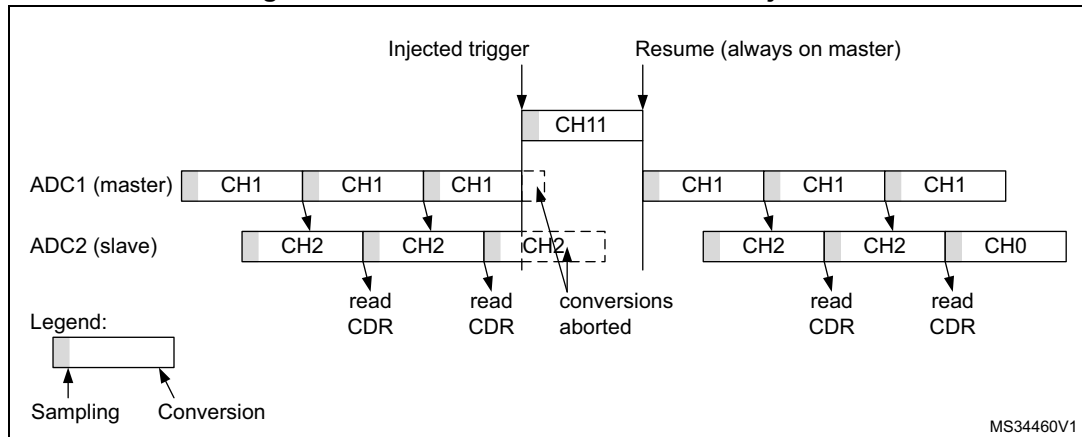 Injected trigger Resume (always on master)
CH11
ADC1 (master) CH1 CH1 CH1 CH1 CH1 CH1
ADC2 (slave) CH2 CH2 CH2 CH2 CH2 CH0
read read conversions read read
CDR CDR aborted CDR CDR
Legend:
Sampling Conversion
MS34460V1